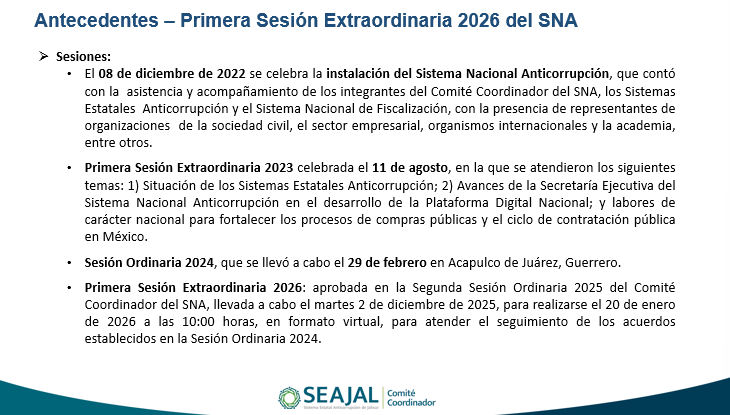 Antecedentes – Primera Sesión Extraordinaria 2026 del SNA
➢ Sesiones:
• El 08 de diciembre de 2022 se celebra la instalación del Sistema Nacional Anticorrupción, que contó
con la asistencia y acompañamiento de los integrantes del Comité Coordinador del SNA, los Sistemas
Estatales Anticorrupción y el Sistema Nacional de Fiscalización, con la presencia de representantes de
organizaciones de la sociedad civil, el sector empresarial, organismos internacionales y la academia,
entre otros.
• Primera Sesión Extraordinaria 2023 celebrada el 11 de agosto, en la que se atendieron los siguientes
temas: 1) Situación de los Sistemas Estatales Anticorrupción; 2) Avances de la Secretaría Ejecutiva del
Sistema Nacional Anticorrupción en el desarrollo de la Plataforma Digital Nacional; y labores de
carácter nacional para fortalecer los procesos de compras públicas y el ciclo de contratación pública
en México.
• Sesión Ordinaria 2024, que se llevó a cabo el 29 de febrero en Acapulco de Juárez, Guerrero.
• Primera Sesión Extraordinaria 2026: aprobada en la Segunda Sesión Ordinaria 2025 del Comité
Coordinador del SNA, llevada a cabo el martes 2 de diciembre de 2025, para realizarse el 20 de enero
de 2026 a las 10:00 horas, en formato virtual, para atender el seguimiento de los acuerdos
establecidos en la Sesión Ordinaria 2024.
SEAJAL
Sistema Estatal Anticorrupción de Jalisco
Comité
Coordinador